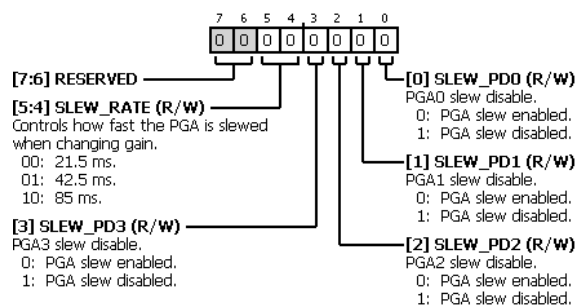 7 6 5 4 3 2 1 0
0 0 0 0 0 0 0 0
[7:6] RESERVED
[5:4] SLEW_RATE (R/W)
Controls how fast the PGA is slewed
when changing gain.
00: 21.5 ms.
01: 42.5 ms.
10: 85 ms.
[3] SLEW_PD3 (R/W)
PGA3 slew disable.
0: PGA slew enabled.
1: PGA slew disabled.
[0] SLEW_PD0 (R/W)
PGA0 slew disable.
0: PGA slew enabled.
1: PGA slew disabled.
[1] SLEW_PD1 (R/W)
PGA1 slew disable.
0: PGA slew enabled.
1: PGA slew disabled.
[2] SLEW_PD2 (R/W)
PGA2 slew disable.
0: PGA slew enabled.
1: PGA slew disabled.